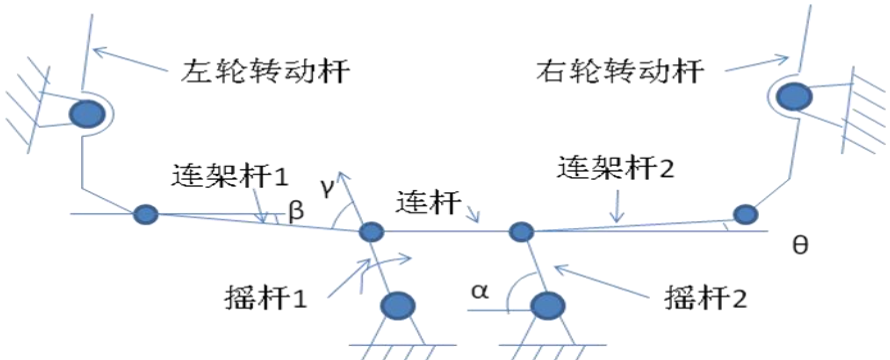 左轮转动杆
右轮转动杆
连架杆1
γ
连杆
连架杆2
β
θ
摇杆1
α
摇杆2